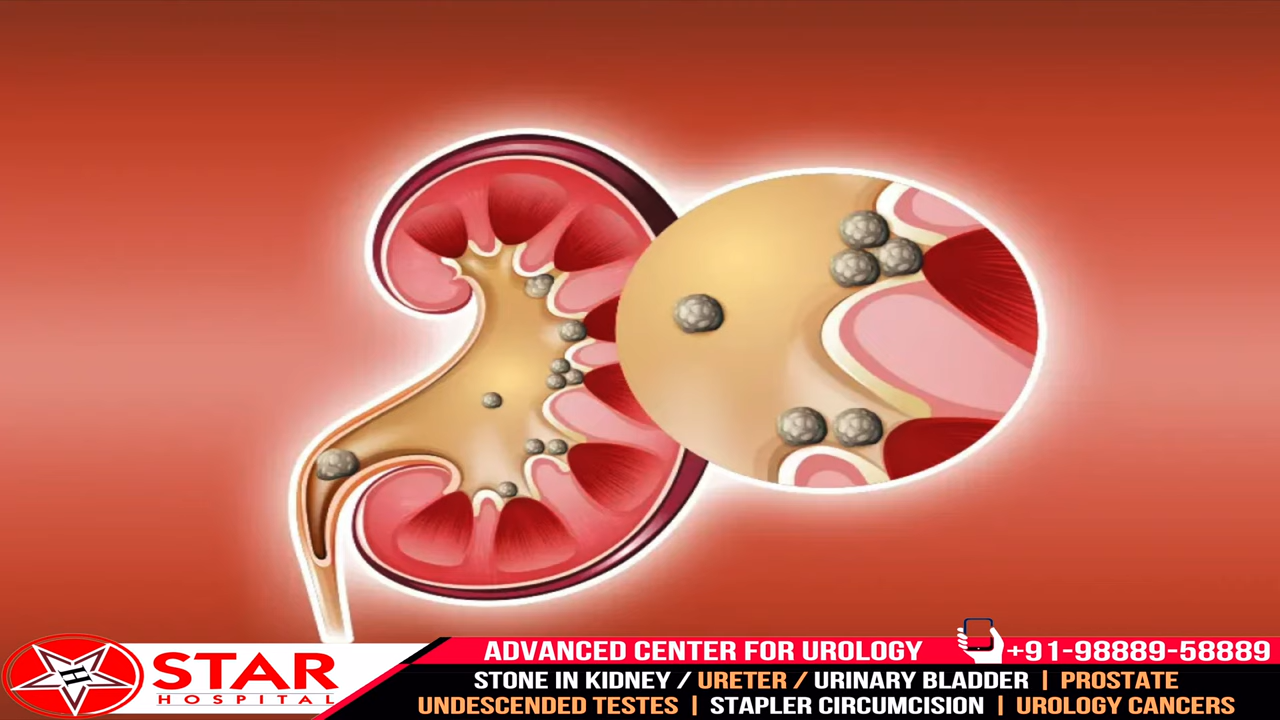 STAR
HOSPITAL
ADVANCED CENTER FOR UROLOGY
+91-98889-58889
STONE IN KIDNEY / URETER / URINARY BLADDER | PROSTATE
UNDESCENDED TESTES | STAPLER CIRCUMCISION | UROLOGY CANCERS